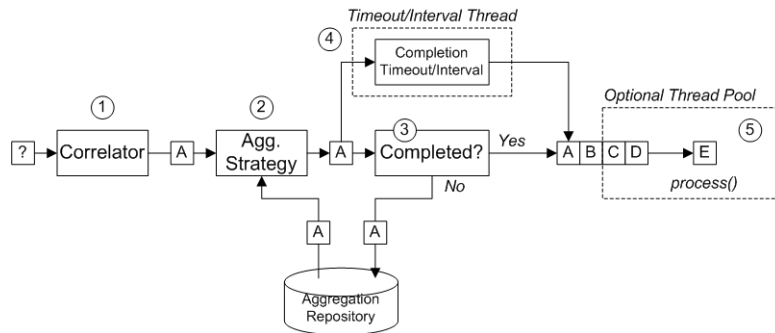 Timeout/Interval Thread
4
Completion
Timeout/Interval
Optional Thread Pool
1
2
3
5
?
Correlator
A
Agg.
Strategy
A
Completed?
Yes
A B C D
E
No
process()
A
A
Aggregation
Repository